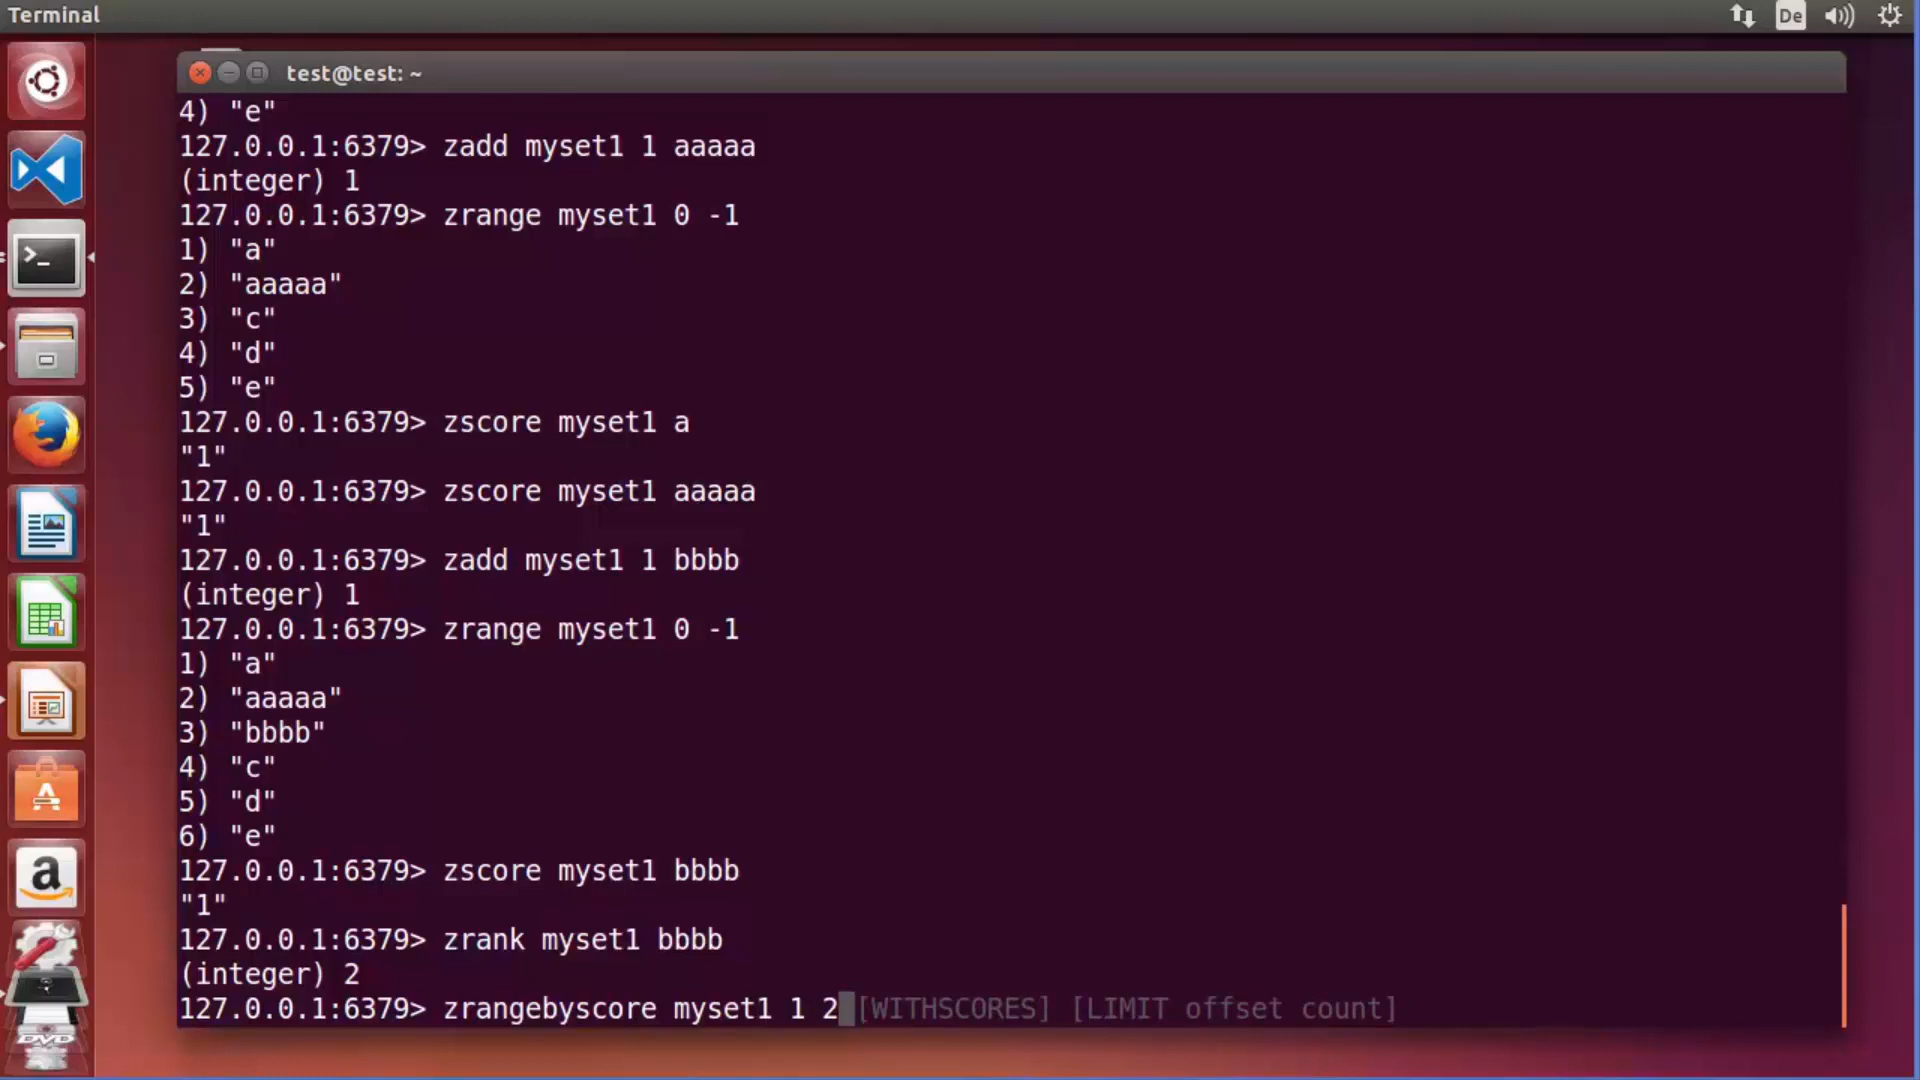 Terminal
De
test@test: ~
4) "e"
127.0.0.1:6379> zadd myset1 1 aaaaa
(integer) 1
127.0.0.1:6379> zrange myset1 0 -1
1) "a"
2) "aaaaa"
3) "c"
4) "d"
5) "e"
127.0.0.1:6379> zscore myset1 a
"1"
127.0.0.1:6379> zscore myset1 aaaaa
"1"
127.0.0.1:6379> zadd myset1 1 bbbb
(integer) 1
127.0.0.1:6379> zrange myset1 0 -1
1) "a"
2) "aaaaa"
3) "bbbb"
4) "c"
5) "d"
6) "e"
127.0.0.1:6379> zscore myset1 bbbb
"1"
127.0.0.1:6379> zrank myset1 bbbb
(integer) 2
127.0.0.1:6379> zrangebyscore myset1 1 2 [WITHSCORES] [LIMIT offset count]
DVD